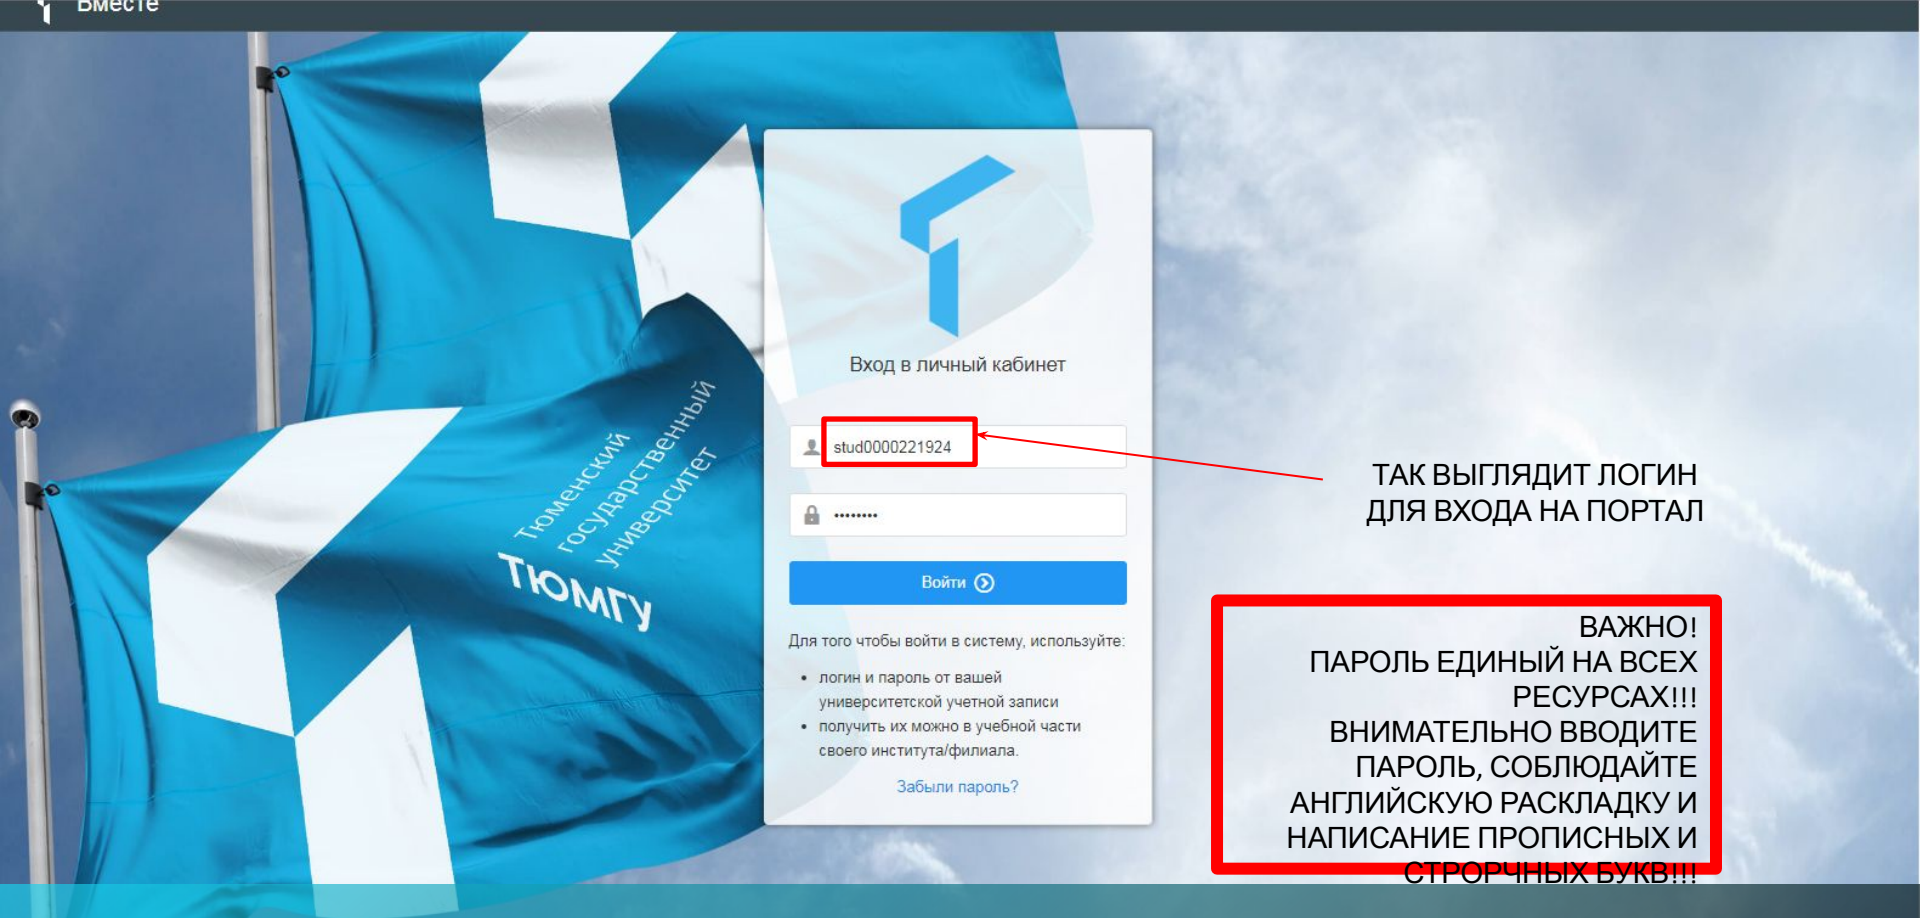 Вместе
Тюменский
государственный
университет
ТЮМГУ
Вход в личный кабинет
stud0000221924
••••••••
Войти
Для того чтобы войти в систему, используйте:
• логин и пароль от вашей
университетской учетной записи
• получить их можно в учебной части
своего института/филиала.
Забыли пароль?
ТАК ВЫГЛЯДИТ ЛОГИН
ДЛЯ ВХОДА НА ПОРТАЛ
ВАЖНО!
ПАРОЛЬ ЕДИНЫЙ НА ВСЕХ
РЕСУРСАХ!!!
ВНИМАТЕЛЬНО ВВОДИТЕ
ПАРОЛЬ, СОБЛЮДАЙТЕ
АНГЛИЙСКУЮ РАСКЛАДКУ И
НАПИСАНИЕ ПРОПИСНЫХ И
СТРОРЧНЫХ БУКВ!!!